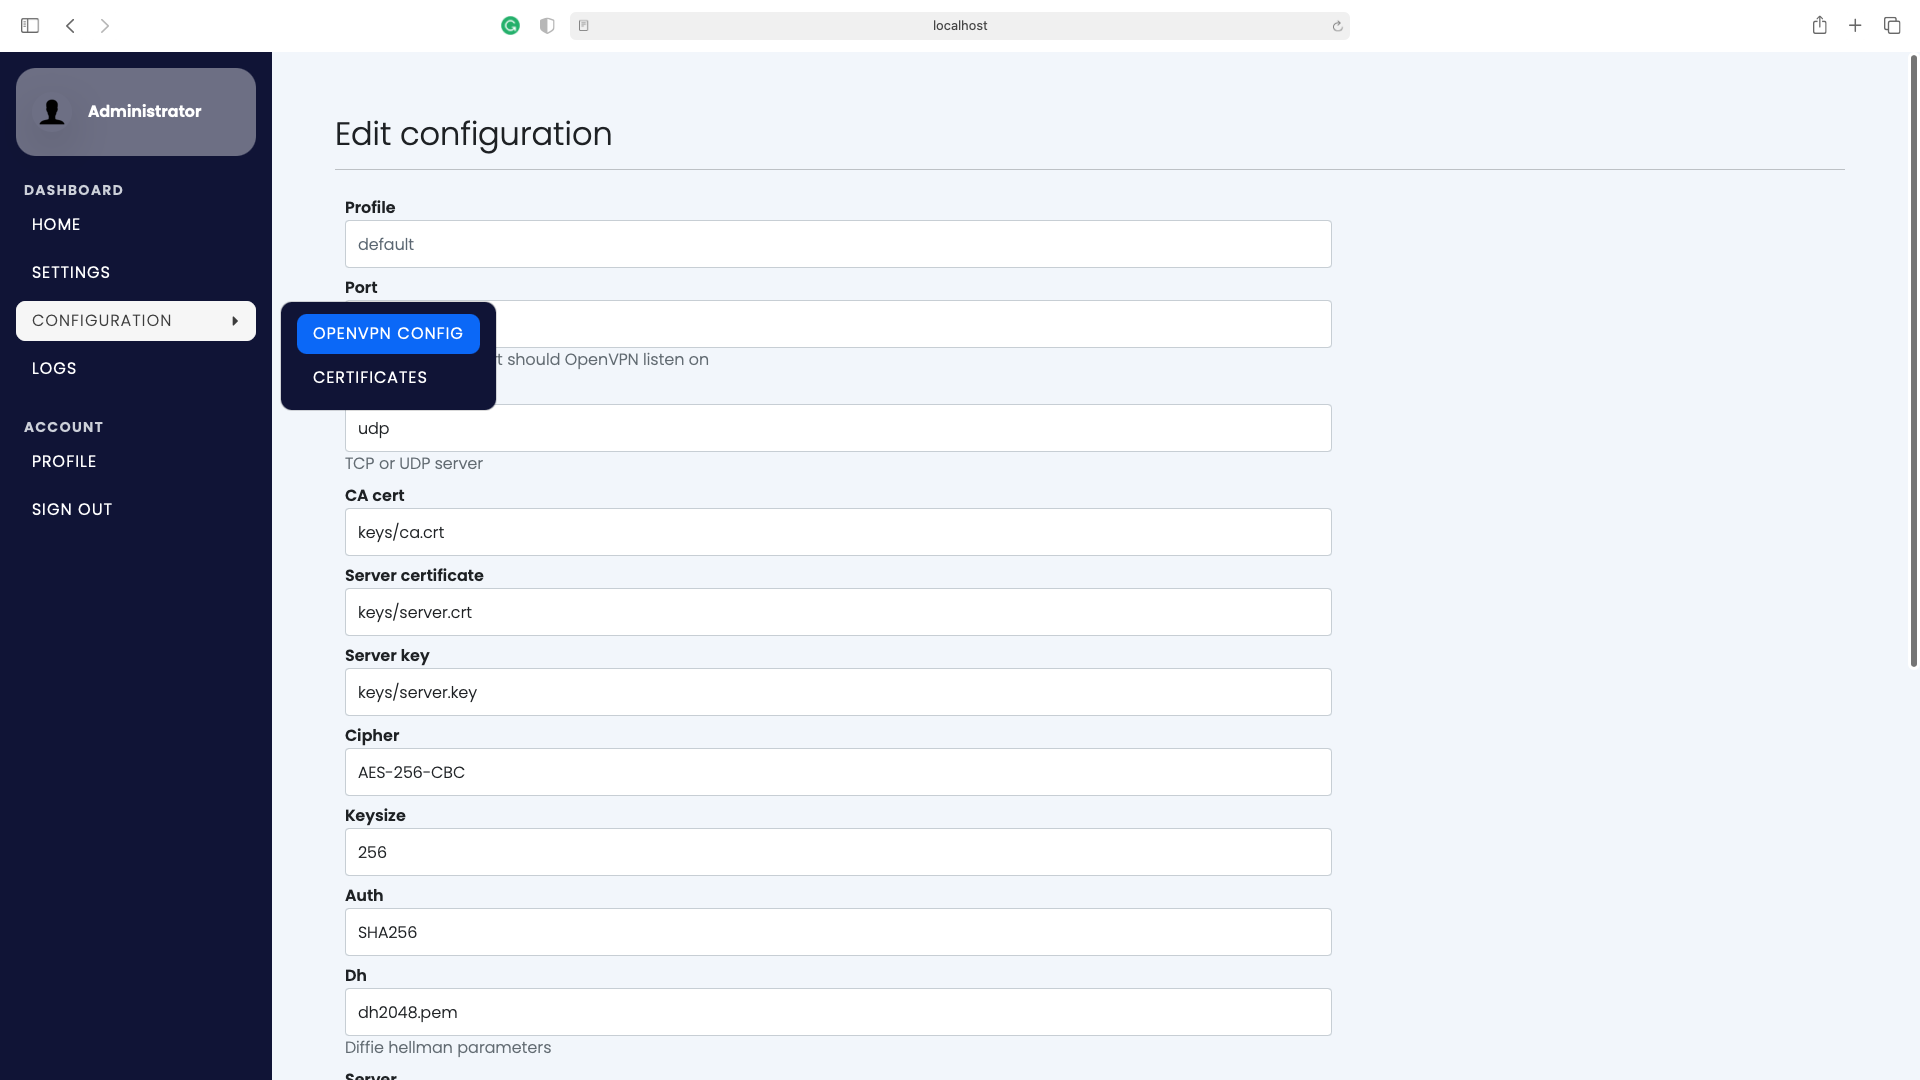 localhost
Administrator
DASHBOARD
HOME
SETTINGS
CONFIGURATION
LOGS
ACCOUNT
PROFILE
SIGN OUT
OPENVPN CONFIG
CERTIFICATES
Edit configuration
Profile
default
Port
should OpenVPN listen on
udp
TCP or UDP server
CA cert
keys/ca.crt
Server certificate
keys/server.crt
Server key
keys/server.key
Cipher
AES-256-CBC
Keysize
256
Auth
SHA256
Dh
dh2048.pem
Diffie hellman parameters
Server